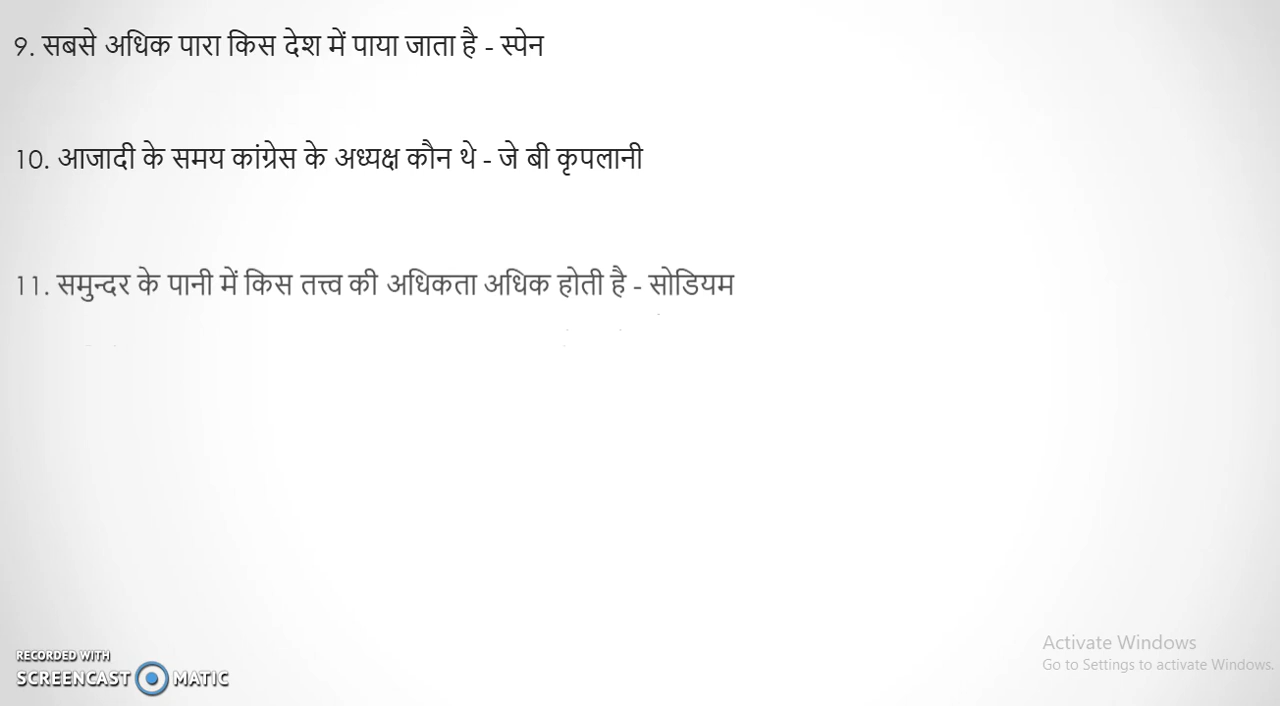 9. सबसे अधिक पारा किस देश में पाया जाता है - स्पेन
10. आजादी के समय कांग्रेस के अध्यक्ष कौन थे - जे बी कृपलानी
11. समुन्दर के पानी में किस तत्त्व की अधिकता अधिक होती है - सोडियम
RECORDED WITH
SCREENCAST MATIC
Activate Windows
Go to Settings to activate Windows.